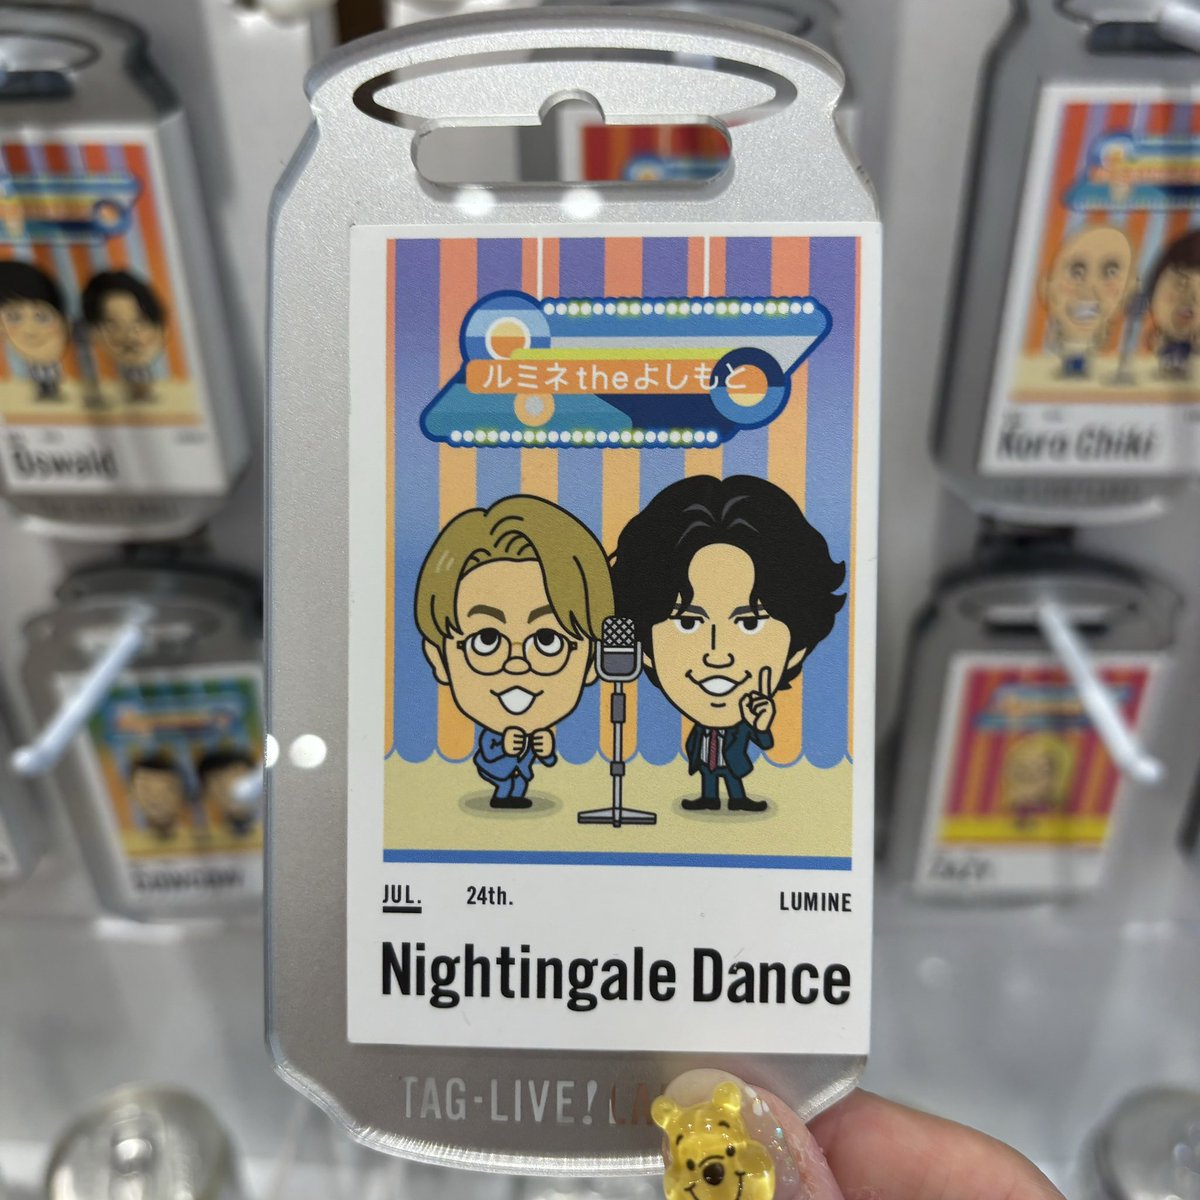 ルミネtheよしもと
JUL. 24th. LUMINE
Nightingale Dance
TAG-LIVE! LA
Oswald
Koro Chiki